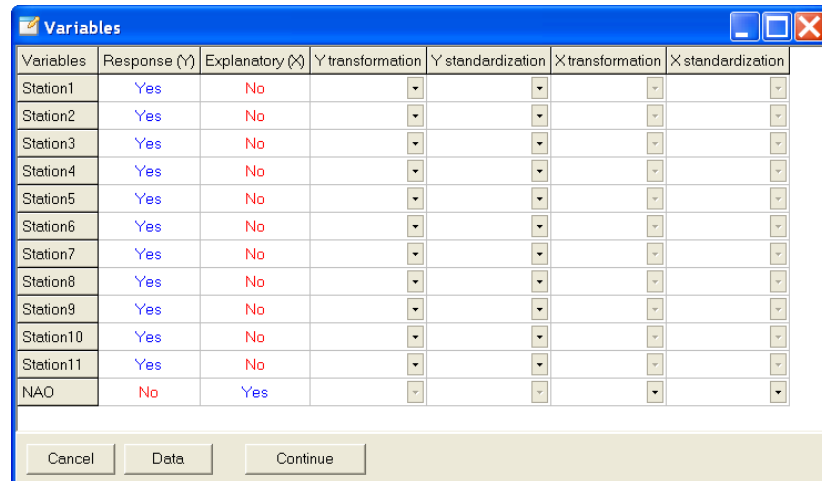 Variables
Variables Response (Y) Explanatory (X) Y transformation Y standardization X transformation X standardization
Station1 Yes No
Station2 Yes No
Station3 Yes No
Station4 Yes No
Station5 Yes No
Station6 Yes No
Station7 Yes No
Station8 Yes No
Station9 Yes No
Station10 Yes No
Station11 Yes No
NAO No Yes
Cancel Data Continue